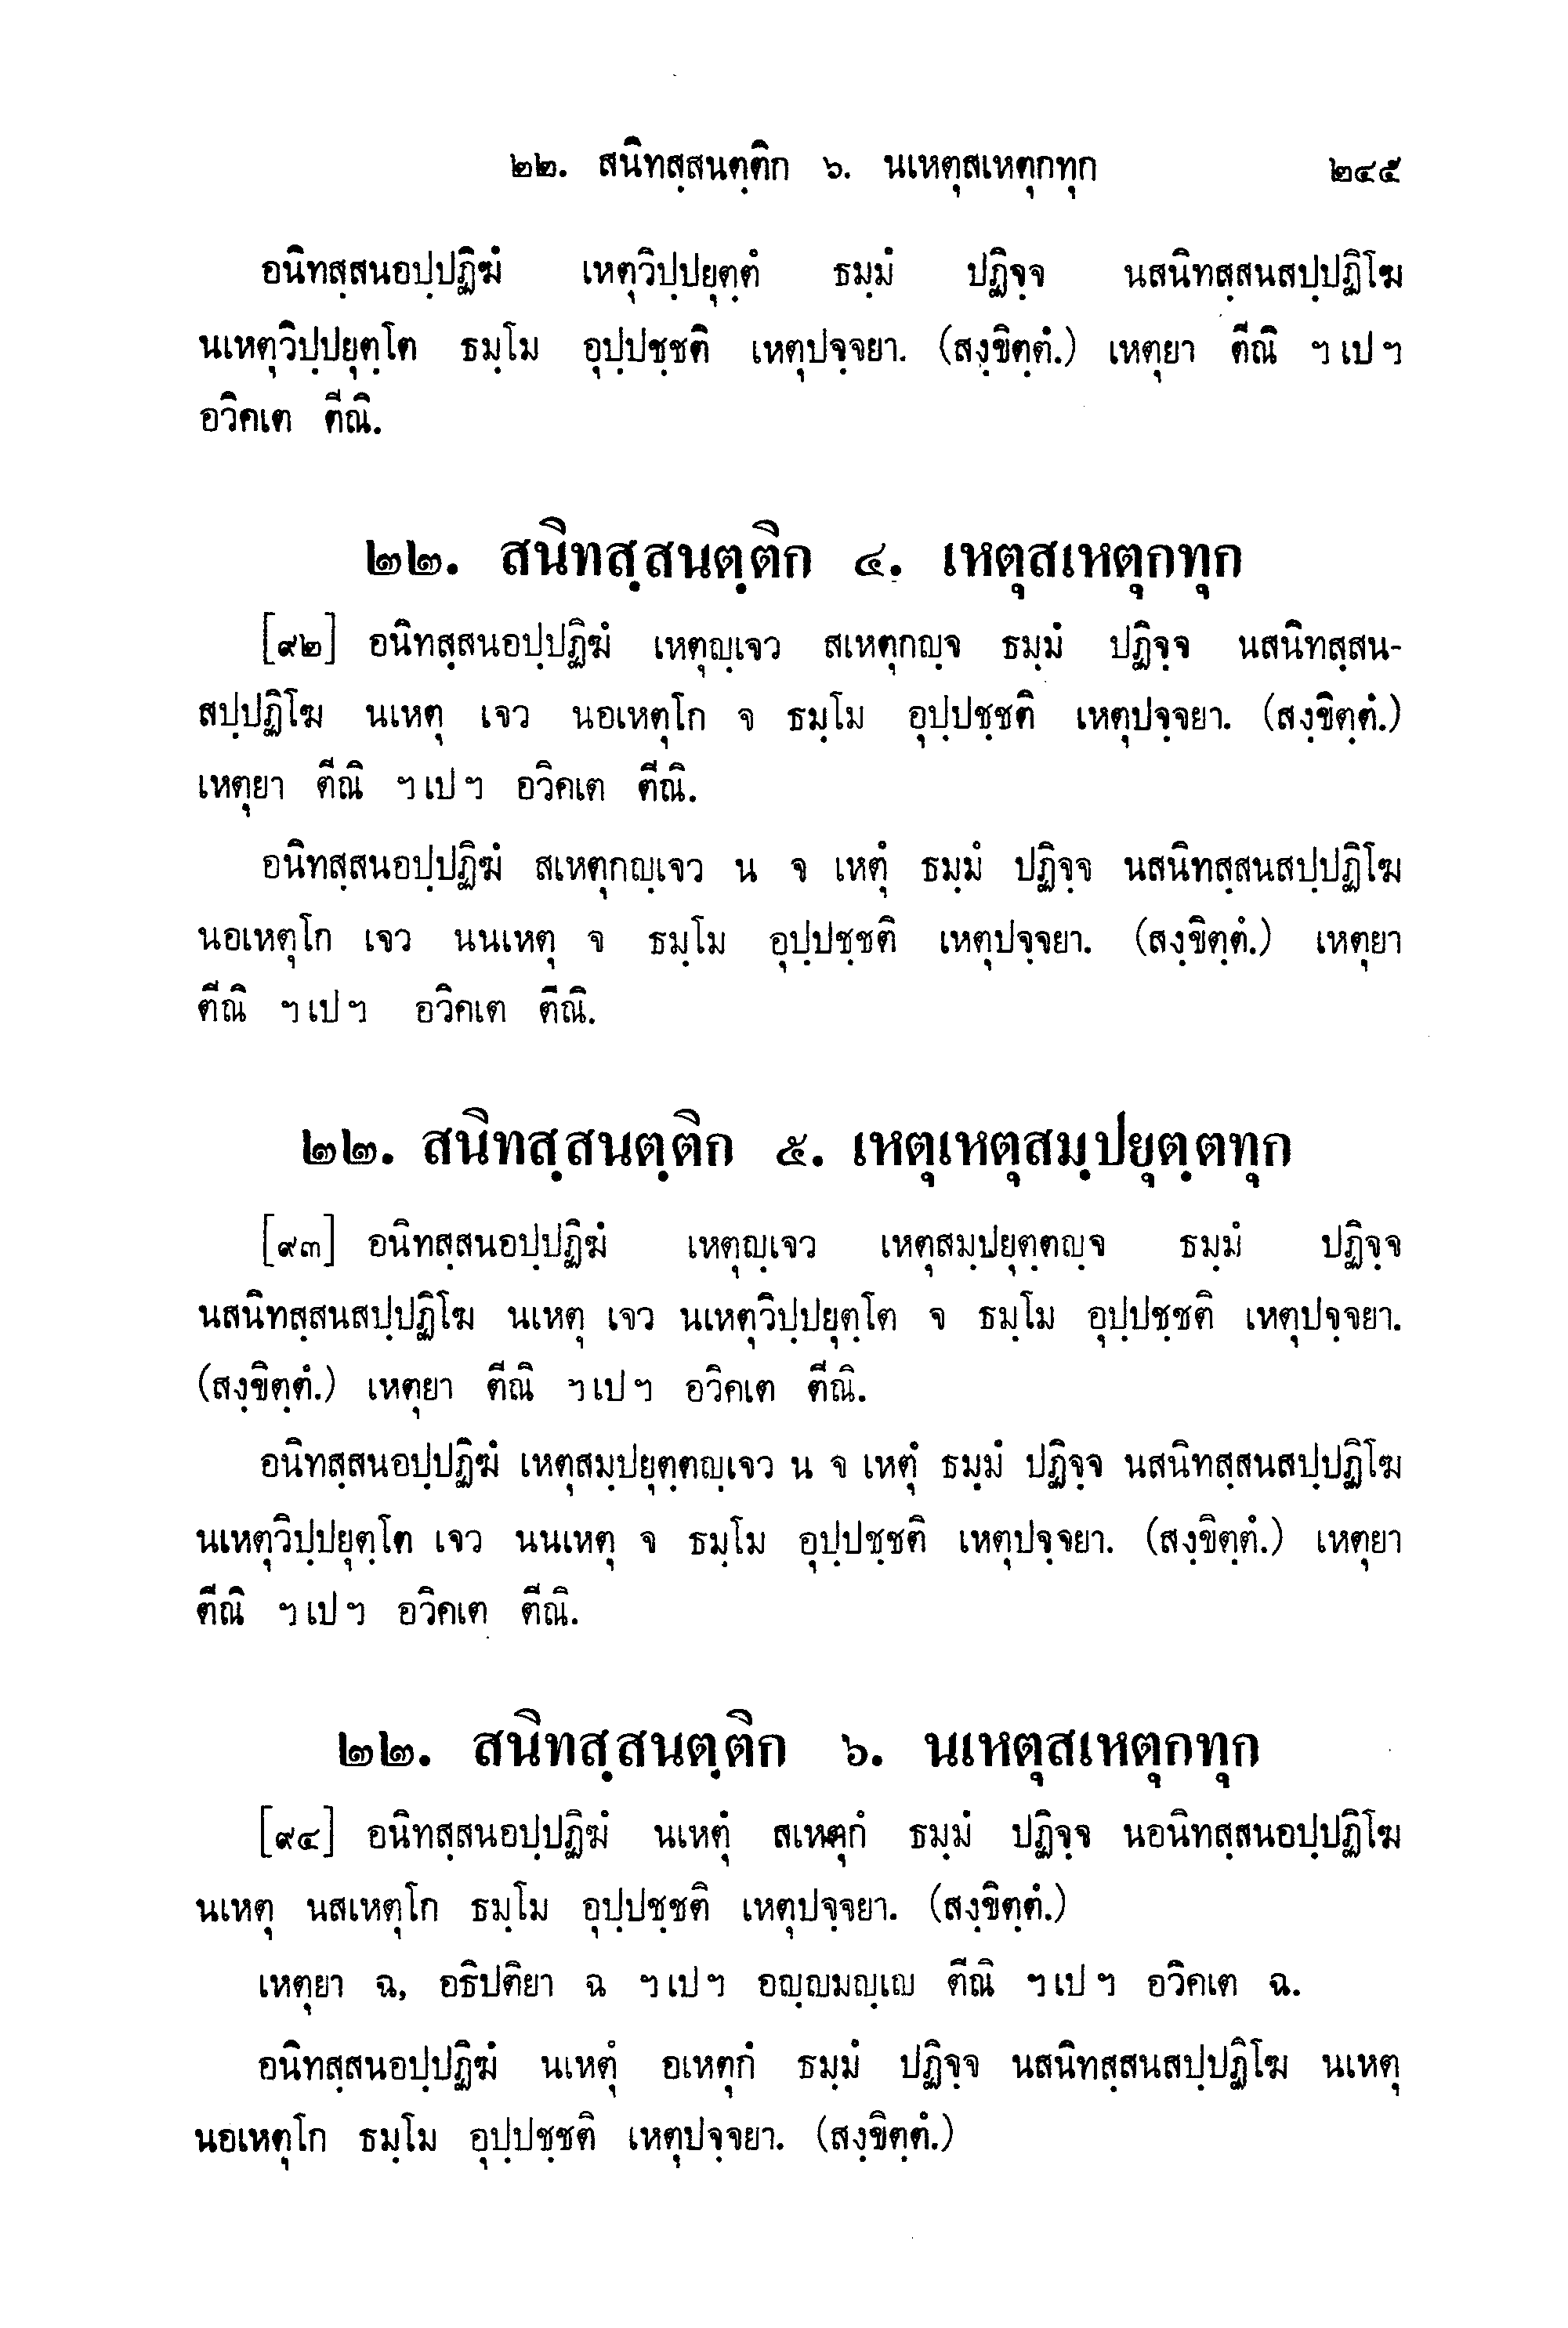 ๒๒. สนิทสฺสนตฺติก ๖. นเหตุสเหตุกทุก ๒๔๕
อนิทสฺสนอปฺปฏิฆํ เหตุวิปฺปยุตฺตํ ธมฺมํ ปฏิจฺจ นสนิทสฺสนสปฺปฏิโฆ
นเหตุวิปฺปยุตฺโต ธมฺโม อุปฺปชฺชติ เหตุปจฺจยา. (สงฺขิตฺตํ.) เหตุยา ตีณิ ฯ เป ฯ
อวิคเต ตีณิ.
๒๒. สนิทสฺสนตฺติก ๔. เหตุสเหตุกทุก
[๙๒] อนิทสฺสนอปฺปฏิฆํ เหตุญฺเจว สเหตุกญฺจ ธมฺมํ ปฏิจฺจ นสนิทสฺสน-
สปฺปฏิโฆ นเหตุ เจว นอเหตุโก จ ธมฺโม อุปฺปชฺชติ เหตุปจฺจยา. (สงฺขิตฺตํ.)
เหตุยา ตีณิ ฯ เป ฯ อวิคเต ตีณิ.
อนิทสฺสนอปฺปฏิฆํ สเหตุกญฺเจว น จ เหตุํ ธมฺมํ ปฏิจฺจ นสนิทสฺสนสปฺปฏิโฆ
นอเหตุโก เจว นนเหตุ จ ธมฺโม อุปฺปชฺชติ เหตุปจฺจยา. (สงฺขิตฺตํ.) เหตุยา
ตีณิ ฯ เป ฯ อวิคเต ตีณิ.
๒๒. สนิทสฺสนตฺติก ๕. เหตุเหตุสมฺปยุตฺตทุก
[๙๓] อนิทสฺสนอปฺปฏิฆํ เหตุญฺเจว เหตุสมฺปยุตฺตญฺจ ธมฺมํ ปฏิจฺจ
นสนิทสฺสนสปฺปฏิโฆ นเหตุ เจว นเหตุวิปฺปยุตฺโต จ ธมฺโม อุปฺปชฺชติ เหตุปจฺจยา.
(สงฺขิตฺตํ.) เหตุยา ตีณิ ฯ เป ฯ อวิคเต ตีณิ.
อนิทสฺสนอปฺปฏิฆํ เหตุสมฺปยุตฺตญฺเจว น จ เหตุํ ธมฺมํ ปฏิจฺจ นสนิทสฺสนสปฺปฏิโฆ
นเหตุวิปฺปยุตฺโต เจว นนเหตุ จ ธมฺโม อุปฺปชฺชติ เหตุปจฺจยา. (สงฺขิตฺตํ.) เหตุยา
ตีณิ ฯ เป ฯ อวิคเต ตีณิ.
๒๒. สนิทสฺสนตฺติก ๖. นเหตุสเหตุกทุก
[๙๔] อนิทสฺสนอปฺปฏิฆํ นเหตุํ สเหตุกํ ธมฺมํ ปฏิจฺจ นอนิทสฺสนอปฺปฏิโฆ
นเหตุ นสเหตุโก ธมฺโม อุปฺปชฺชติ เหตุปจฺจยา. (สงฺขิตฺตํ.)
เหตุยา ฉ, อธิปติยา ฉ ฯ เป ฯ อญฺญมญฺเญ ตีณิ ฯ เป ฯ อวิคเต ฉ.
อนิทสฺสนอปฺปฏิฆํ นเหตุํ อเหตุกํ ธมฺมํ ปฏิจฺจ นสนิทสฺสนสปฺปฏิโฆ นเหตุ
นอเหตุโก ธมฺโม อุปฺปชฺชติ เหตุปจฺจยา. (สงฺขิตฺตํ.)